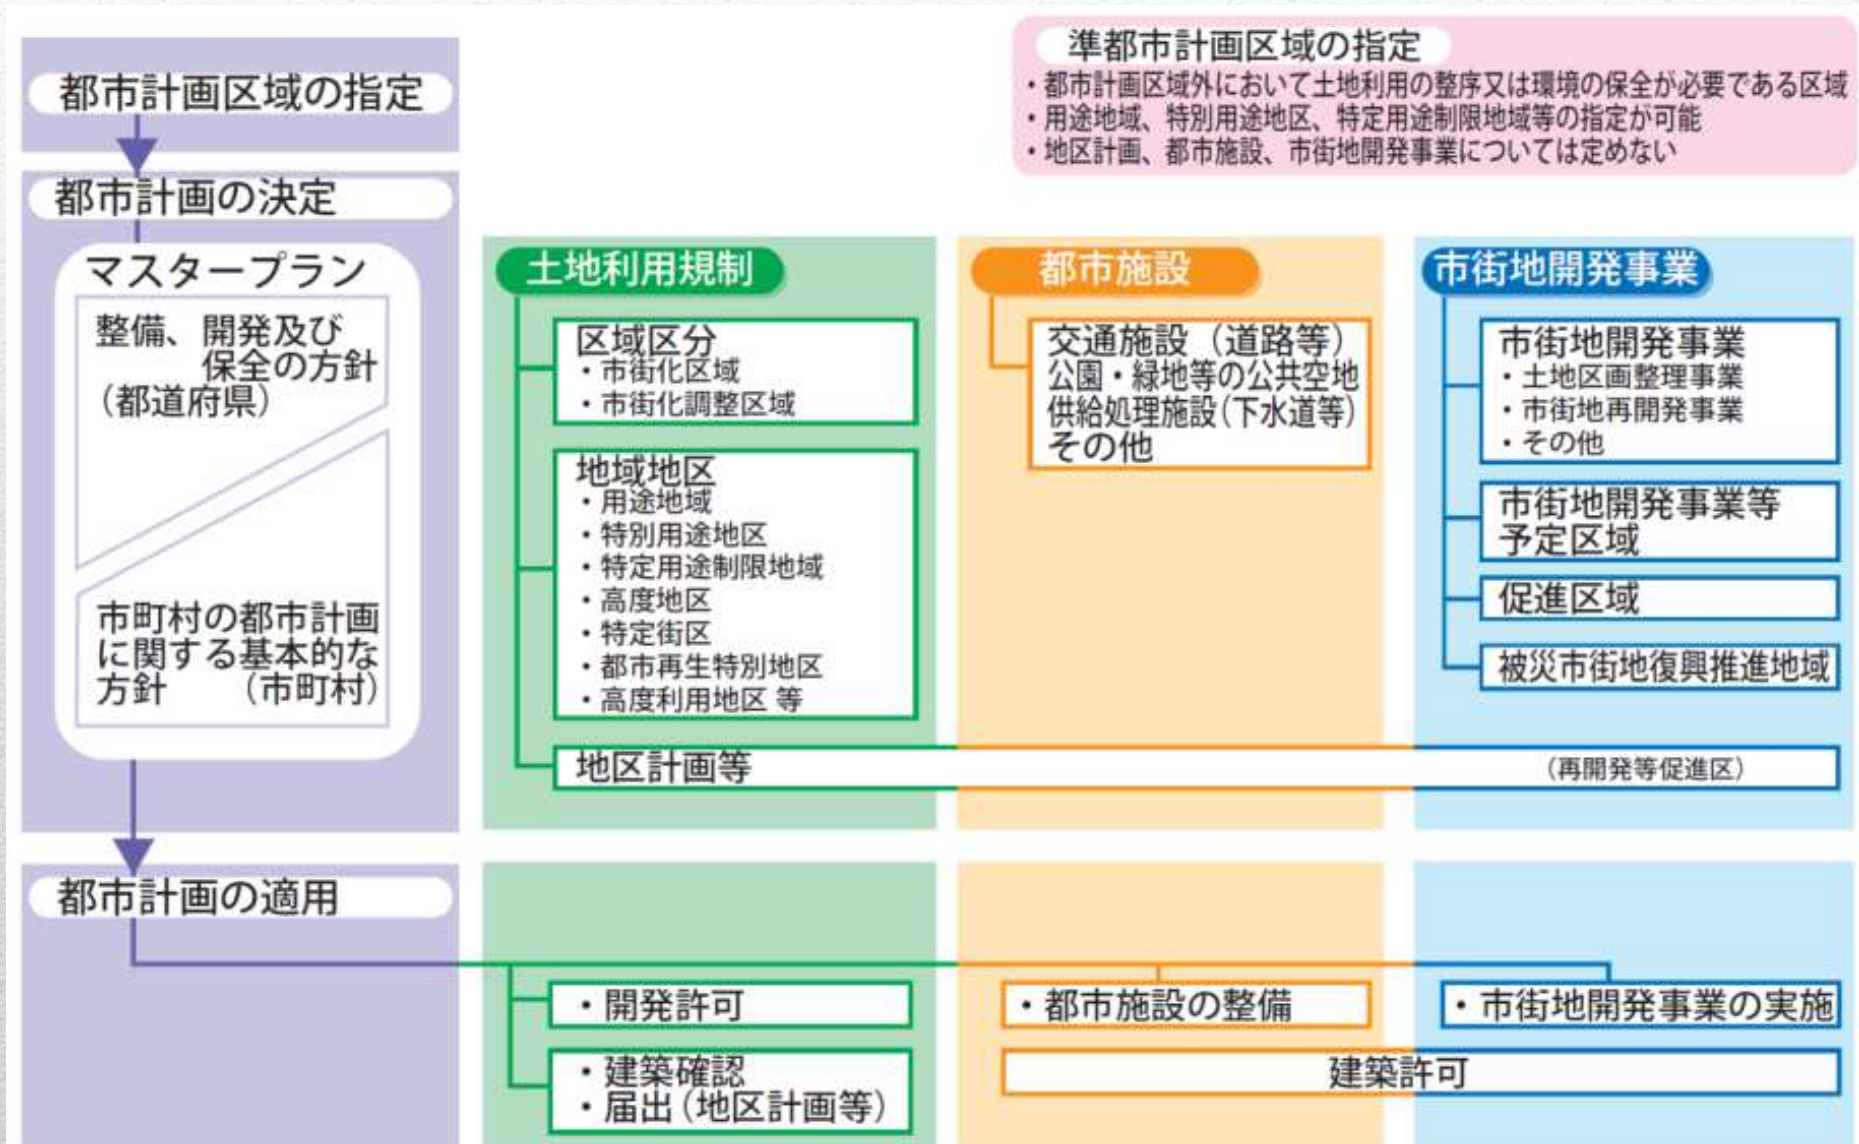 都市計画区域の指定
準都市計画区域の指定
・都市計画区域外において土地利用の整序又は環境の保全が必要である区域
・用途地域、特別用途地区、特定用途制限地域等の指定が可能
・地区計画、都市施設、市街地開発事業については定めない
都市計画の決定
マスタープラン
整備、開発及び
保全の方針
（都道府県）
市町村の都市計画
に関する基本的な
方針　　（市町村）
土地利用規制
区域区分
・市街化区域
・市街化調整区域
地域地区
・用途地域
・特別用途地区
・特定用途制限地域
・高度地区
・特定街区
・都市再生特別地区
・高度利用地区 等
都市施設
交通施設（道路等）
公園・緑地等の公共空地
供給処理施設（下水道等）
その他
市街地開発事業
市街地開発事業
・土地区画整理事業
・市街地再開発事業
・その他
市街地開発事業等
予定区域
促進区域
被災市街地復興推進地域
地区計画等
（再開発等促進区）
都市計画の適用
・開発許可
・建築確認
・届出（地区計画等）
・都市施設の整備
・市街地開発事業の実施
建築許可